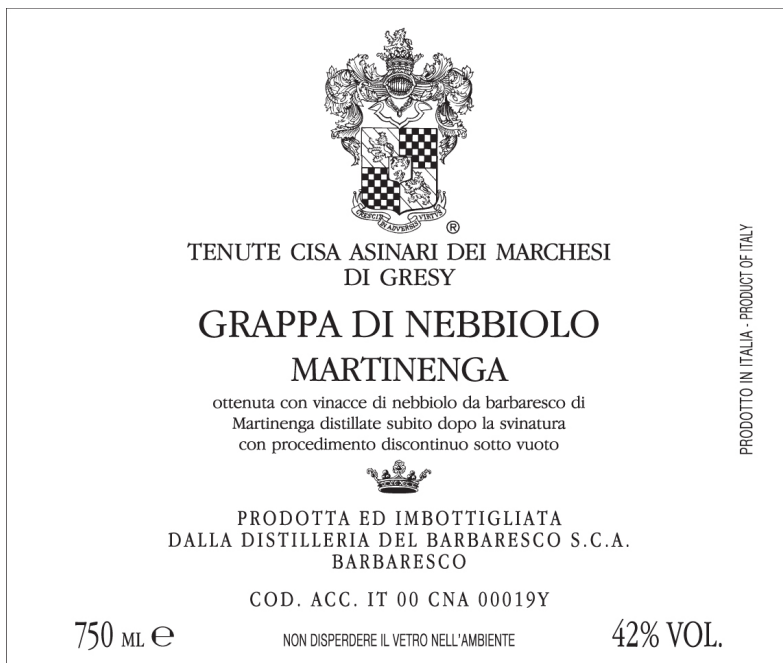 CRESCIT IN ADVERSIS VIRTVS
®
TENUTE CISA ASINARI DEI MARCHESI
DI GRESY
GRAPPA DI NEBBIOLO
MARTINENGA
ottenuta con vinacce di nebbiolo da barbaresco di
Martinenga distillate subito dopo la svinatura
con procedimento discontinuo sotto vuoto
PRODOTTA ED IMBOTTIGLIATA
DALLA DISTILLERIA DEL BARBARESCO S.C.A.
BARBARESCO
COD. ACC. IT 00 CNA 00019Y
750 ML ℮
NON DISPERDERE IL VETRO NELL'AMBIENTE
42% VOL.
PRODOTTO IN ITALIA - PRODUCT OF ITALY